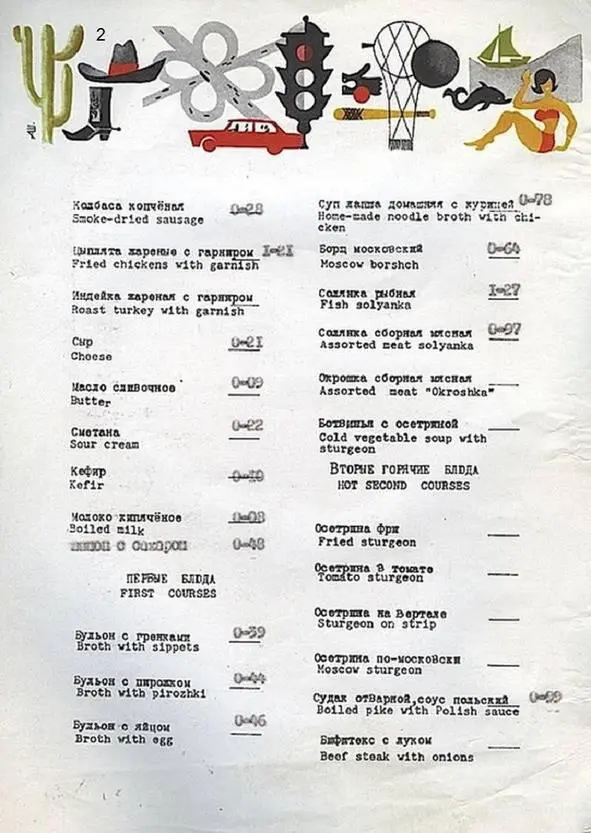 2
Колбаса копчёная 0-28
Smoke-dried sausage
Цыплята жареные с гарниром 1-21
Fried chickens with garnish
Индейка жареная с гарниром
Roast turkey with garnish
Сыр 0-21
Cheese
Масло сливочное 0-09
Butter
Сметана 0-22
Sour cream
Кефир 0-10
Kefir
Молоко кипячёное 0-08
Boiled milk
Лимон с сахаром 0-48
ПЕРВЫЕ БЛЮДА
FIRST COURSES
Бульон с гренками 0-39
Broth with sippets
Бульон с пирожком 0-44
Broth with pirozhki
Бульон с яйцом 0-46
Broth with egg
Суп лапша домашняя с курицей 0-78
Home-made noodle broth with chi-
cken
Борщ московский 0-64
Moscow borshch
Солянка рыбная 1-27
Fish solyanka
Солянка сборная мясная 0-97
Assorted meat solyanka
Окрошка сборная мясная
Assorted meat "Okroshka"
Ботвинья с осетриной
Cold vegetable soup with
sturgeon
ВТОРЫЕ ГОРЯЧИЕ БЛЮДА
HOT SECOND COURSES
Осетрина фри
Fried sturgeon
Осетрина в томате
Tomato sturgeon
Осетрина на вертеле
Sturgeon on strip
Осетрина по-московски
Moscow sturgeon
Судак отварной, соус польский
Boiled pike with Polish sauce
Бифштекс с луком
Beef steak with onions